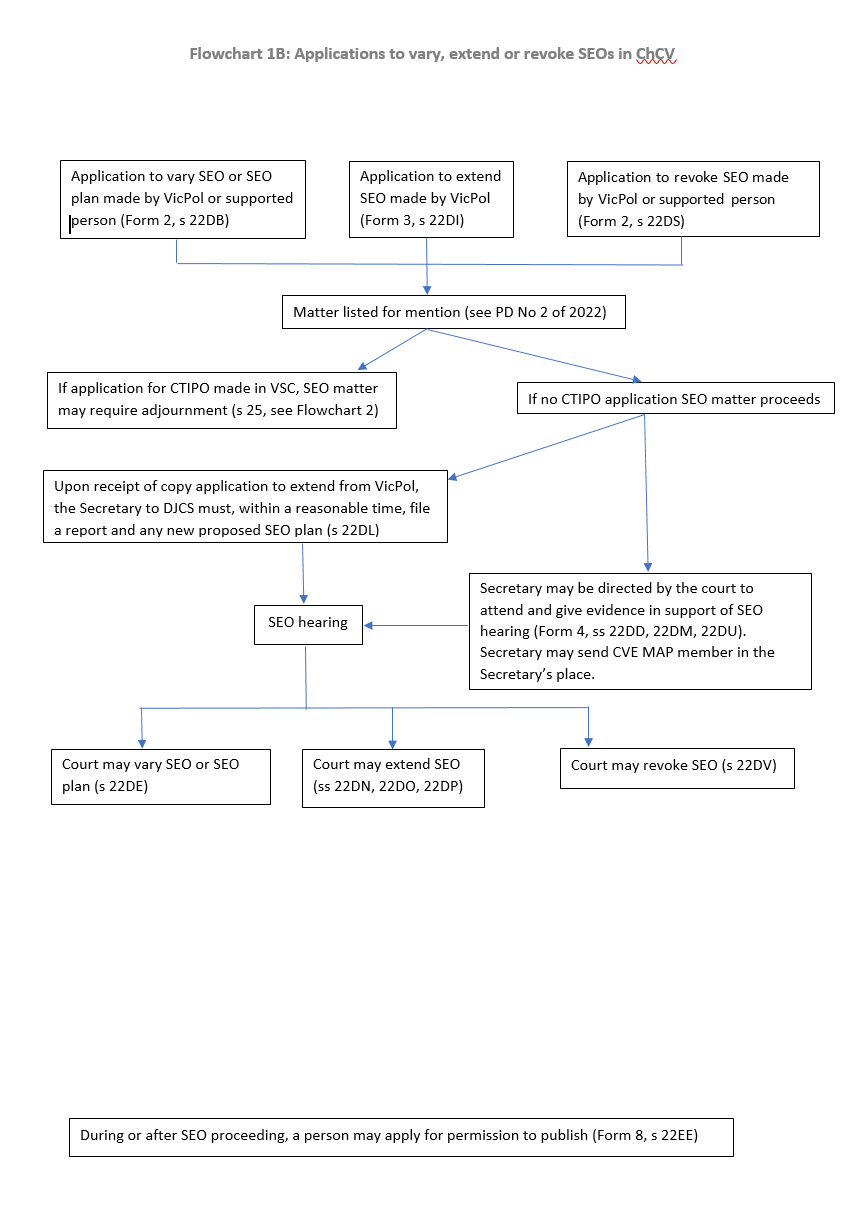 Flowchart 1B: Applications to vary, extend or revoke SEOs in ChCV
Application to vary SEO or SEO
plan made by VicPol or supported
person (Form 2, s 22DB)
Application to extend
SEO made by VicPol
(Form 3, s 22DI)
Application to revoke SEO made
by VicPol or supported person
(Form 2, s 22DS)
Matter listed for mention (see PD No 2 of 2022)
If application for CTIPO made in VSC, SEO matter
may require adjournment (s 25, see Flowchart 2)
If no CTIPO application SEO matter proceeds
Upon receipt of copy application to extend from VicPol,
the Secretary to DJCS must, within a reasonable time, file
a report and any new proposed SEO plan (s 22DL)
Secretary may be directed by the court to
attend and give evidence in support of SEO
hearing (Form 4, ss 22DD, 22DM, 22DU).
Secretary may send CVE MAP member in the
Secretary’s place.
SEO hearing
Court may vary SEO or SEO
plan (s 22DE)
Court may extend SEO
(ss 22DN, 22DO, 22DP)
Court may revoke SEO (s 22DV)
During or after SEO proceeding, a person may apply for permission to publish (Form 8, s 22EE)